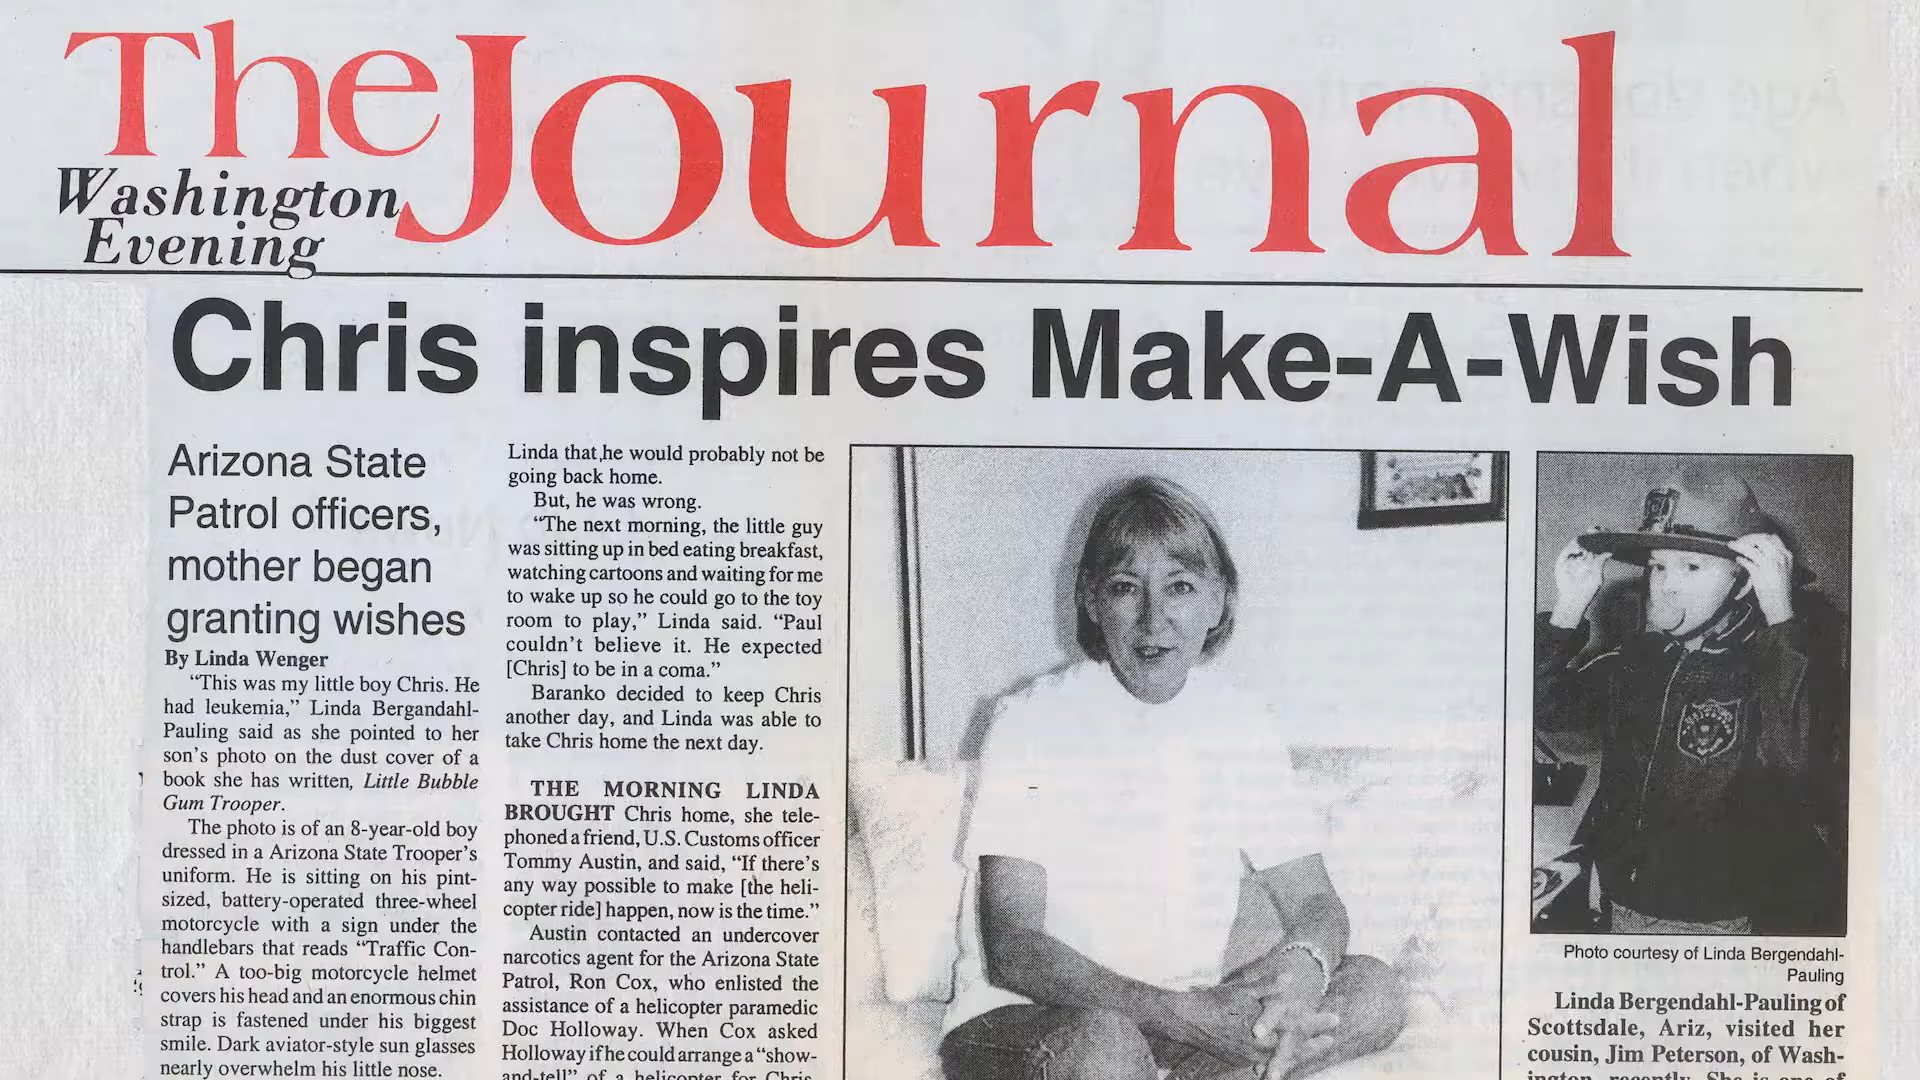 The Journal
Washington
Evening
Chris inspires Make-A-Wish
Arizona State
Patrol officers,
mother began
granting wishes
By Linda Wenger
“This was my little boy Chris. He
had leukemia,” Linda Bergandahl-
Pauling said as she pointed to her
son’s photo on the dust cover of a
book she has written, Little Bubble
Gum Trooper.
The photo is of an 8-year-old boy
dressed in a Arizona State Trooper’s
uniform. He is sitting on his pint-
sized, battery-operated three-wheel
motorcycle with a sign under the
handlebars that reads “Traffic Con-
trol.” A too-big motorcycle helmet
covers his head and an enormous chin
strap is fastened under his biggest
smile. Dark aviator-style sun glasses
nearly overwhelm his little nose.
Linda that,he would probably not be
going back home.
But, he was wrong.
“The next morning, the little guy
was sitting up in bed eating breakfast,
watching cartoons and waiting for me
to wake up so he could go to the toy
room to play,” Linda said. “Paul
couldn’t believe it. He expected
[Chris] to be in a coma.”
Baranko decided to keep Chris
another day, and Linda was able to
take Chris home the next day.
THE MORNING LINDA
BROUGHT Chris home, she tele-
phoned a friend, U.S. Customs officer
Tommy Austin, and said, “If there’s
any way possible to make [the heli-
copter ride] happen, now is the time.”
Austin contacted an undercover
narcotics agent for the Arizona State
Patrol, Ron Cox, who enlisted the
assistance of a helicopter paramedic
Doc Holloway. When Cox asked
Holloway if he could arrange a “show-
and-tell” of a helicopter for Chris,
Photo courtesy of Linda Bergendahl-
Pauling
Linda Bergendahl-Pauling of
Scottsdale, Ariz, visited her
cousin, Jim Peterson, of Wash-
ington, recently. She is one of